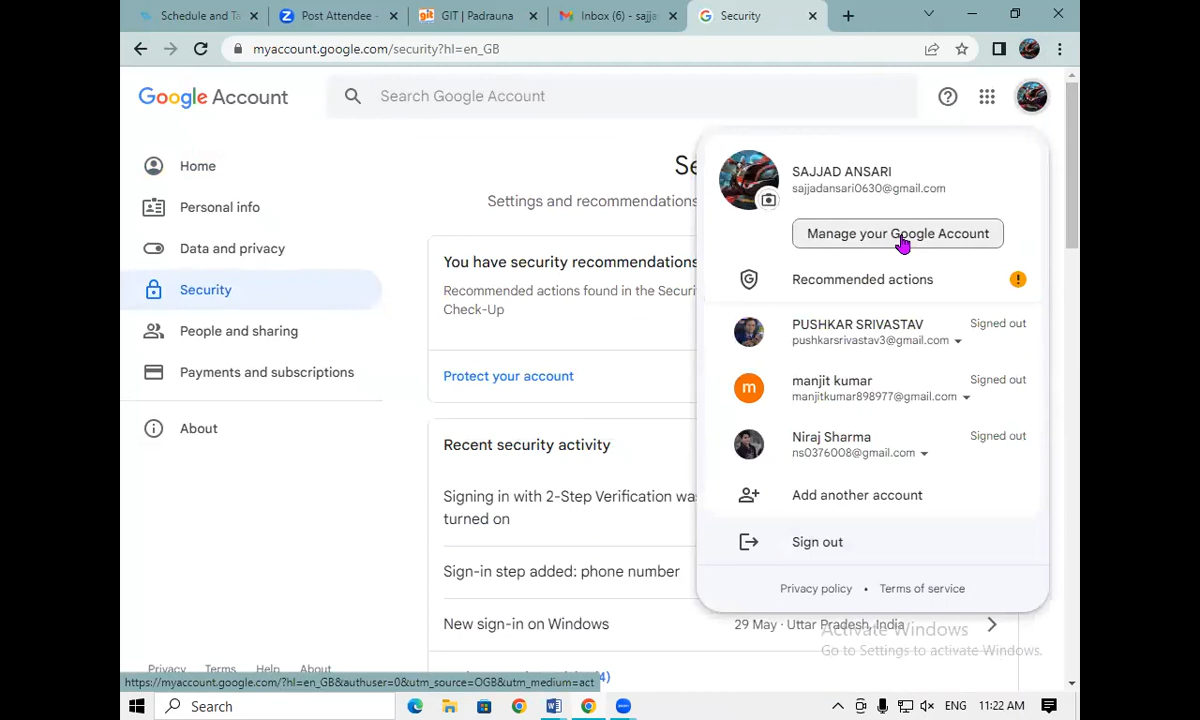 Schedule and Ta
Post Attendee -
git GIT | Padrauna
Inbox (6) - sajja
Security
myaccount.google.com/security?hl=en_GB
Google Account
Search Google Account
Home
Personal info
Data and privacy
Security
People and sharing
Payments and subscriptions
About
Se
Settings and recommendations
You have security recommendations
Recommended actions found in the Securi
Check-Up
Protect your account
Recent security activity
Signing in with 2-Step Verification wa
turned on
Sign-in step added: phone number
New sign-in on Windows
29 May · Uttar Pradesh, India
4)
SAJJAD ANSARI
sajjadansari0630@gmail.com
Manage your Google Account
Recommended actions
PUSHKAR SRIVASTAV
Signed out
pushkarsrivastav3@gmail.com
m
manjit kumar
Signed out
manjitkumar898977@gmail.com
Niraj Sharma
Signed out
ns0376008@gmail.com
Add another account
Sign out
Privacy policy • Terms of service
Activate Windows
Go to Settings to activate Windows.
Privacy Terms Help About
https://myaccount.google.com/?hl=en_GB&authuser=0&utm_source=OGB&utm_medium=act
Search
ENG
11:22 AM